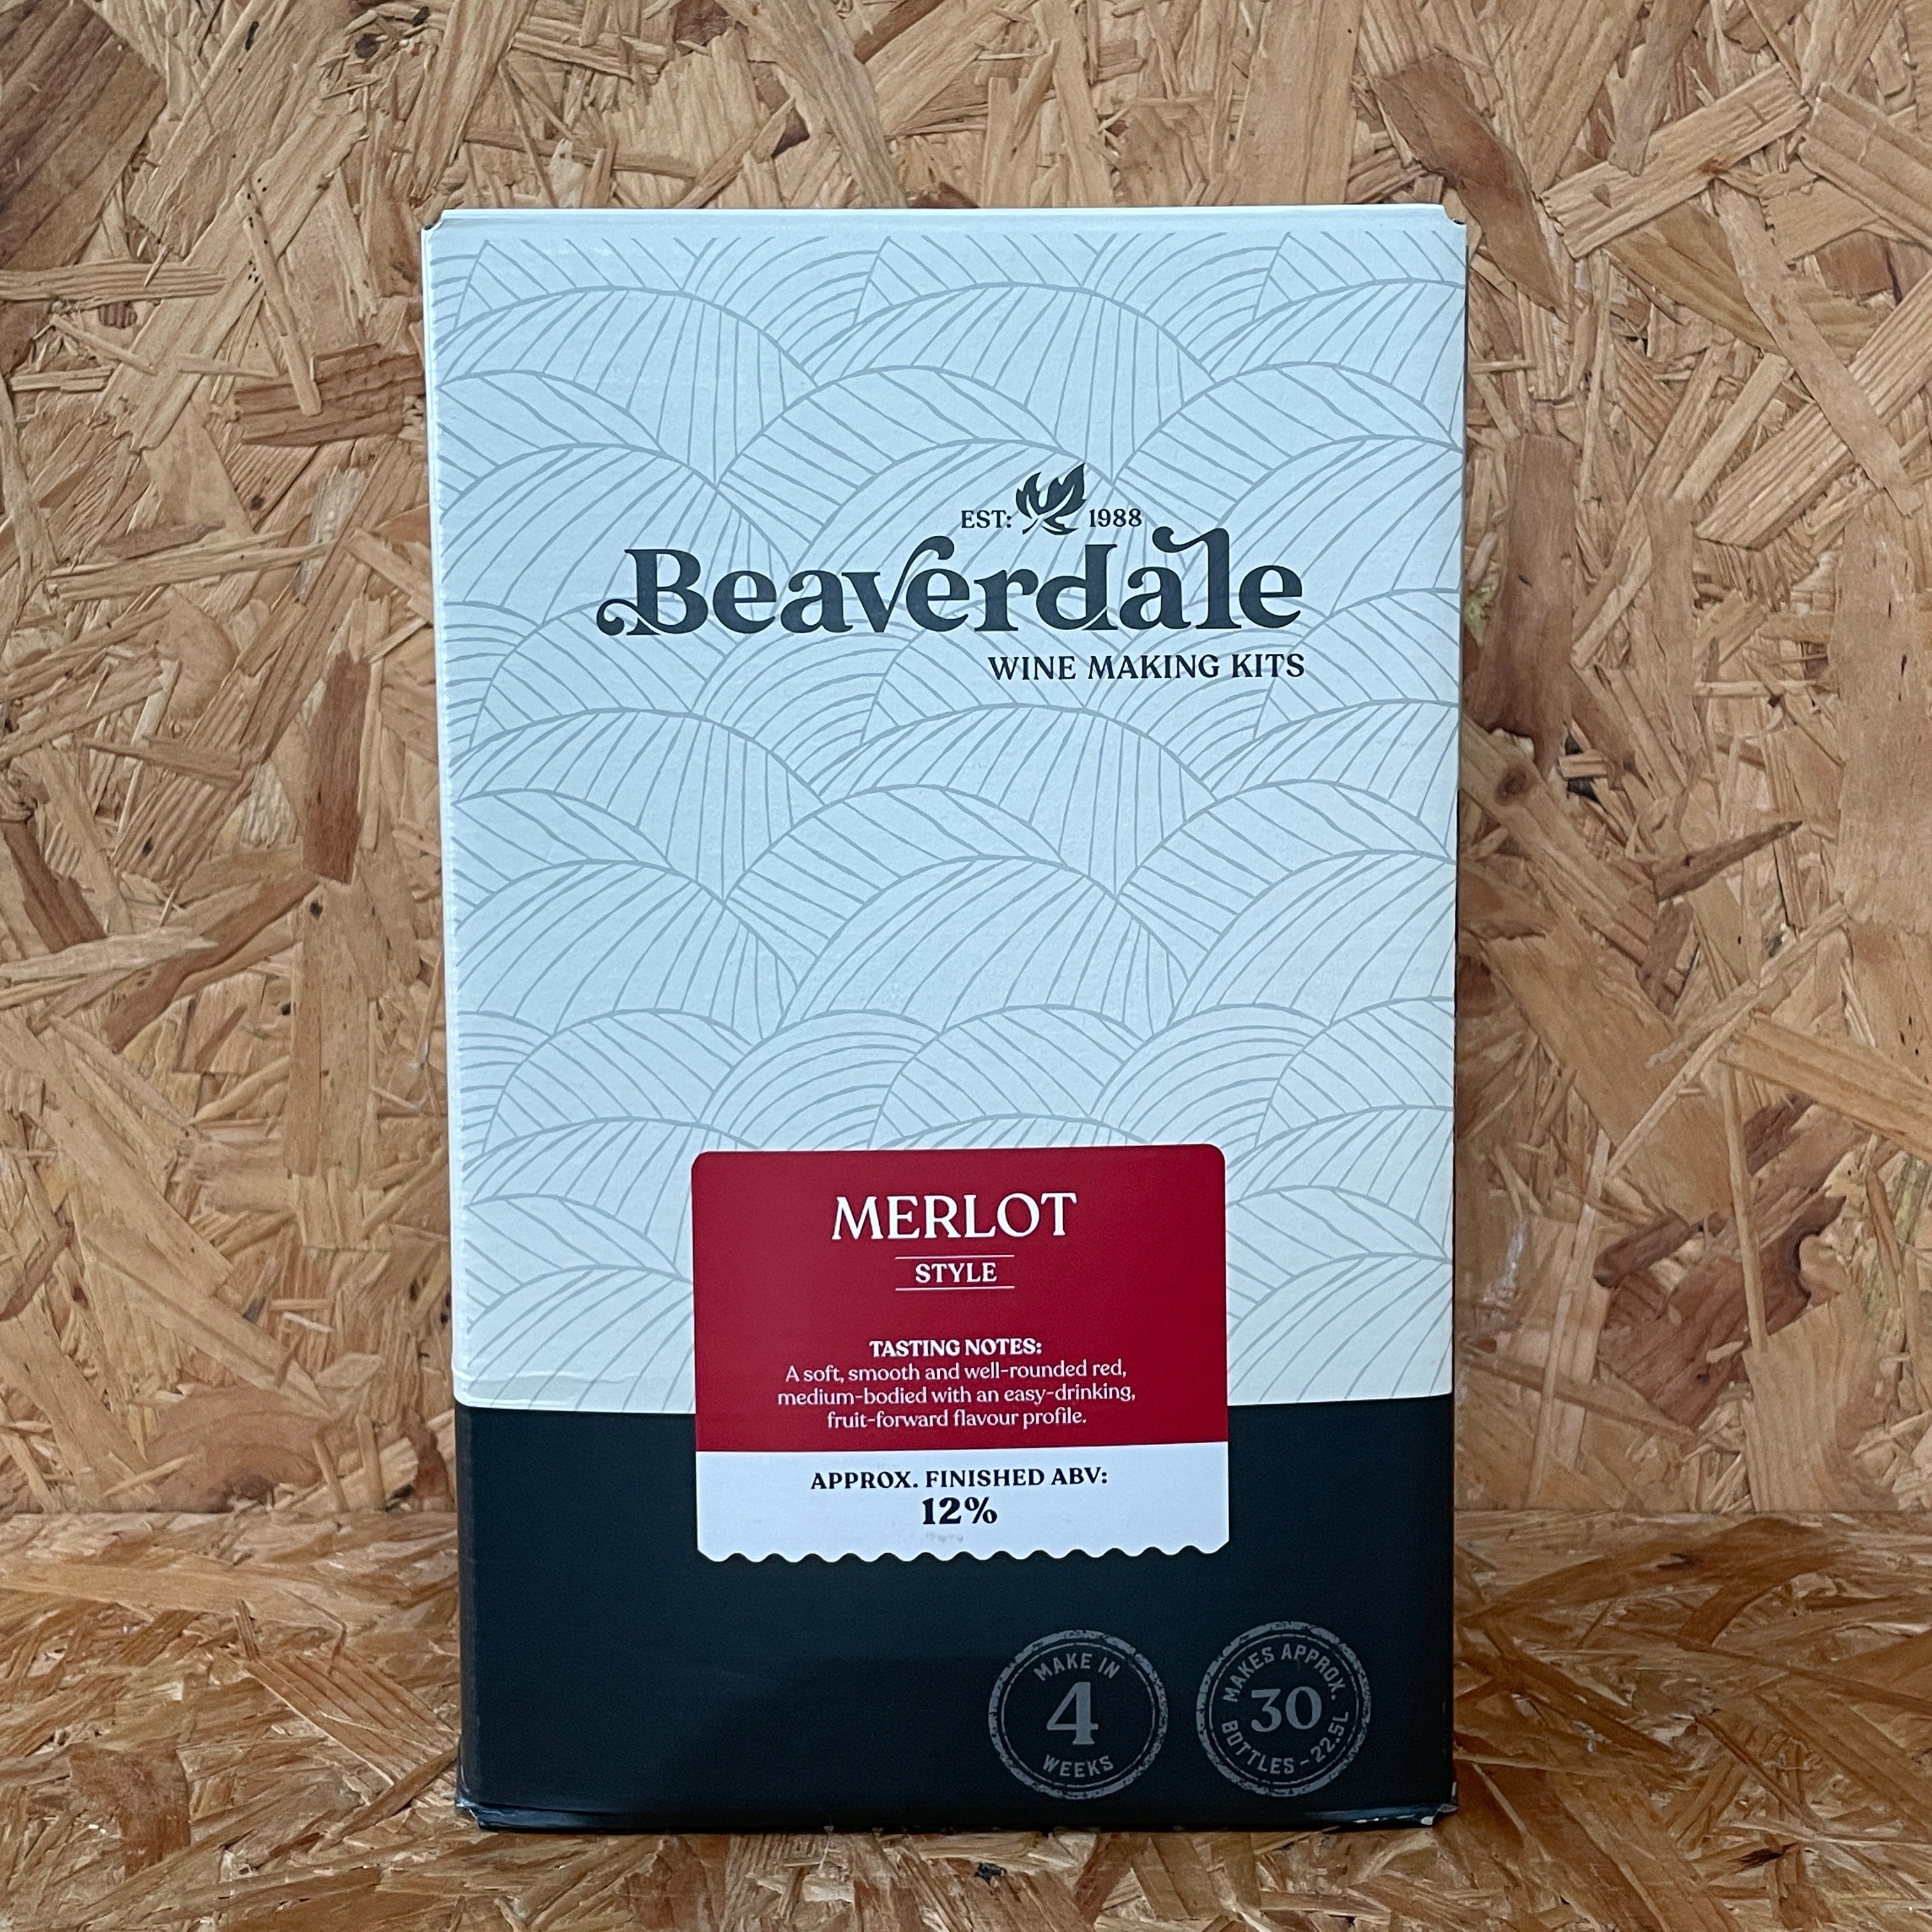 EST: 1988
Beaverdale
WINE MAKING KITS
MERLOT
STYLE
TASTING NOTES:
A soft, smooth and well-rounded red,
medium-bodied with an easy-drinking,
fruit-forward flavour profile.
APPROX. FINISHED ABV:
12%
MAKE IN
4
WEEKS
MAKES APPROX.
30
BOTTLES - 22.5L